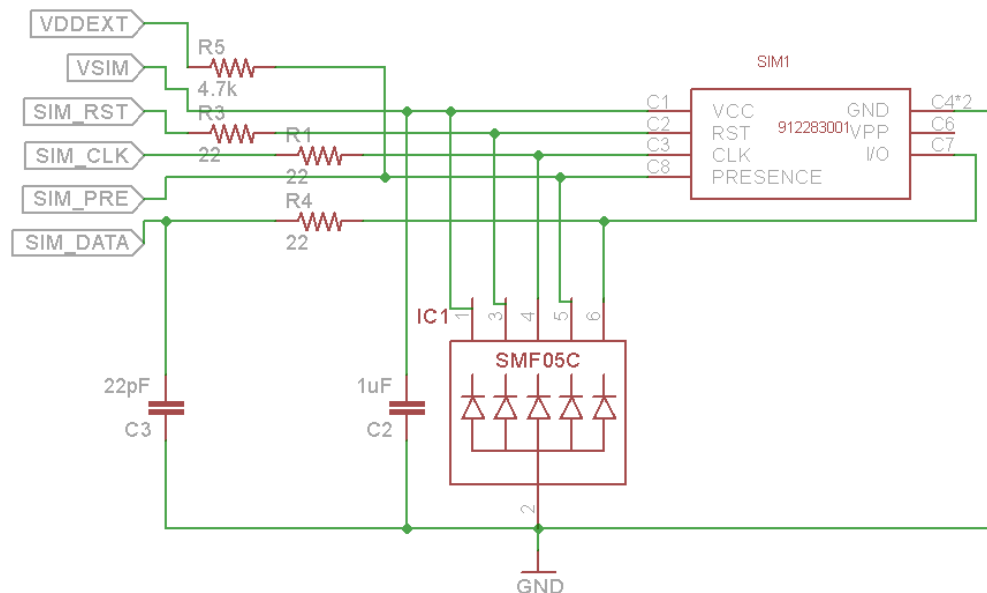 VDDEXT
VSIM
SIM_RST
SIM_CLK
SIM_PRE
SIM_DATA
R5
4.7k
R3
22
R1
22
R4
22
SIM1
C1
C2
C3
C8
VCC
RST
CLK
PRESENCE
912283001
GND
VPP
I/O
C4*2
C6
C7
IC1
1
3
4
5
6
SMF05C
2
22pF
C3
1uF
C2
GND